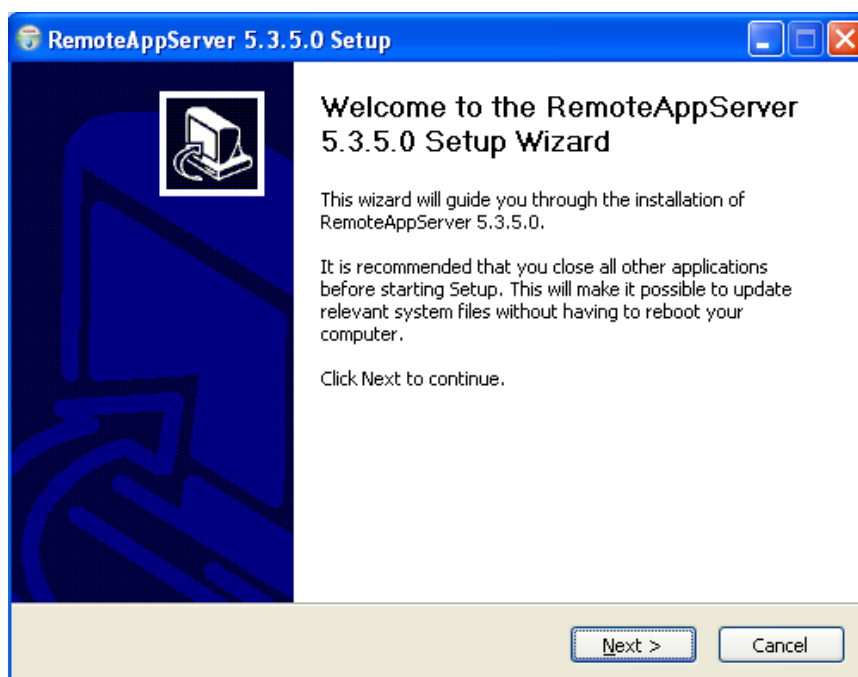 RemoteAppServer 5.3.5.0 Setup
Welcome to the RemoteAppServer
5.3.5.0 Setup Wizard
This wizard will guide you through the installation of
RemoteAppServer 5.3.5.0.
It is recommended that you close all other applications
before starting Setup. This will make it possible to update
relevant system files without having to reboot your
computer.
Click Next to continue.
Next >
Cancel